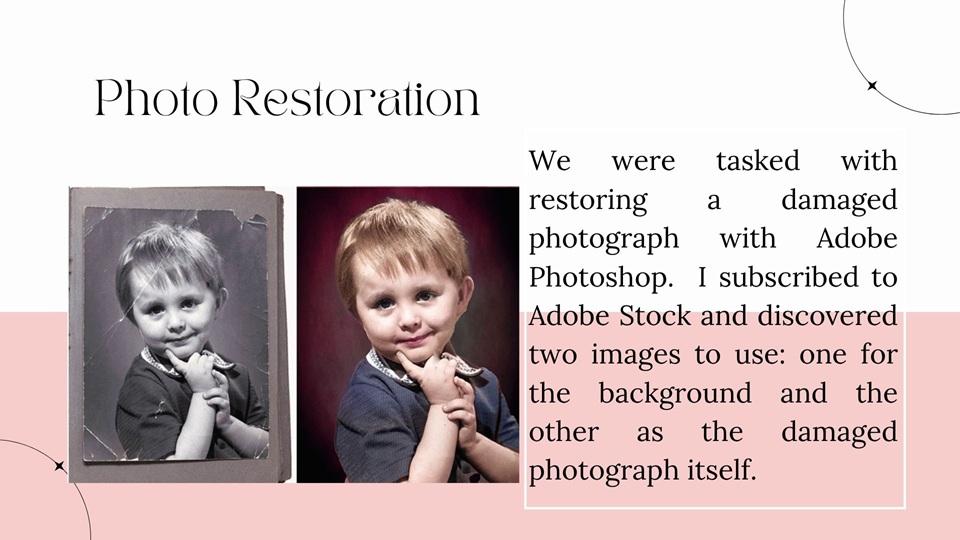 Photo Restoration
We were tasked with
restoring a damaged
photograph with Adobe
Photoshop.  I subscribed to
Adobe Stock and discovered
two images to use: one for
the background and the
other as the damaged
photograph itself.